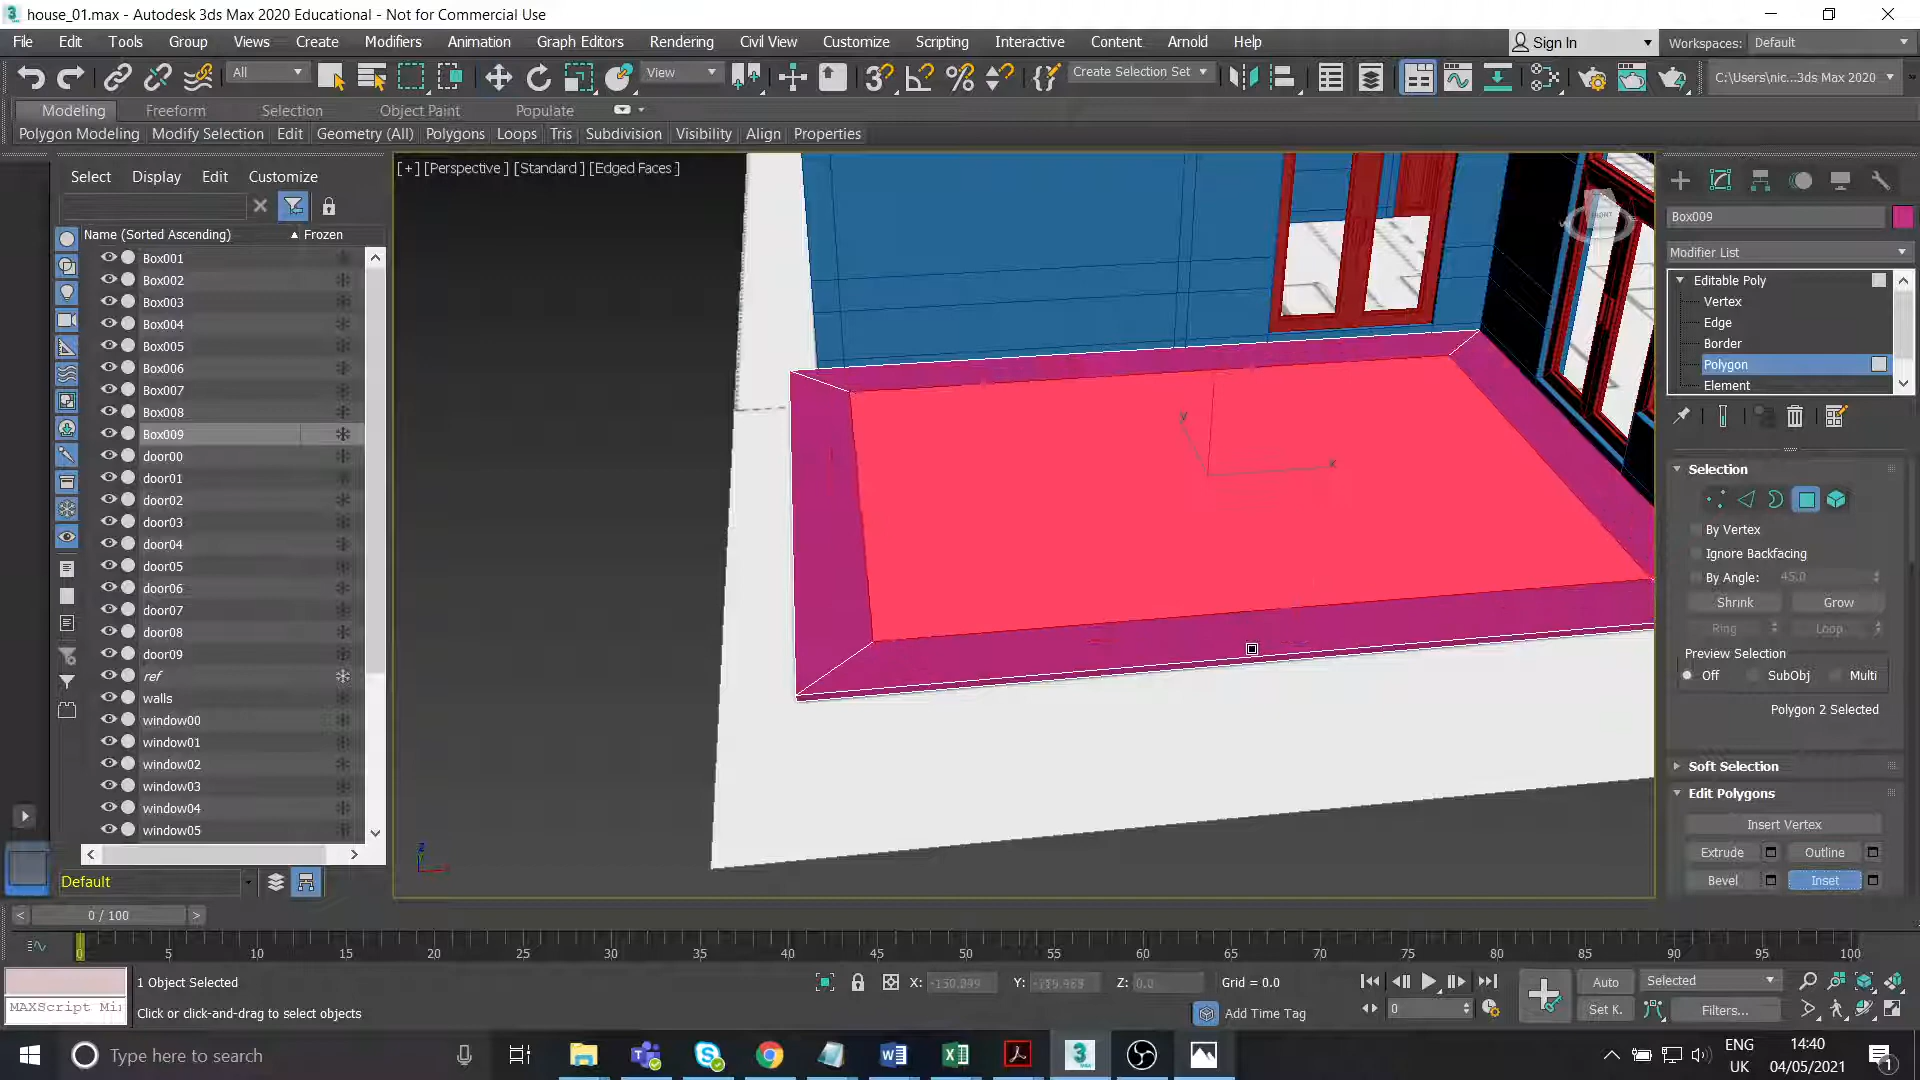 house_01.max - Autodesk 3ds Max 2020 Educational - Not for Commercial Use
File Edit Tools Group Views Create Modifiers Animation Graph Editors Rendering Civil View Customize Scripting Interactive Content Arnold Help Sign In Workspaces: Default
All View Create Selection Set C:\Users\nic...3ds Max 2020
Modeling Freeform Selection Object Paint Populate
Polygon Modeling Modify Selection Edit Geometry (All) Polygons Loops Tris Subdivision Visibility Align Properties
Select Display Edit Customize
Name (Sorted Ascending) Frozen
Box001
Box002
Box003
Box004
Box005
Box006
Box007
Box008
Box009
door00
door01
door02
door03
door04
door05
door06
door07
door08
door09
ref
walls
window00
window01
window02
window03
window04
window05
Default
[+] [Perspective ] [Standard ] [Edged Faces ]
FRONT
y
x
z
Box009
Modifier List
Editable Poly
Vertex
Edge
Border
Polygon
Element
Selection
By Vertex
Ignore Backfacing
By Angle: 45.0
Shrink Grow
Ring Loop
Preview Selection
Off SubObj Multi
Polygon 2 Selected
Soft Selection
Edit Polygons
Insert Vertex
Extrude Outline
Bevel Inset
< 0 / 100 >
0 5 10 15 20 25 30 35 40 45 50 55 60 65 70 75 80 85 90 95 100
1 Object Selected X: Y: Z: 0.0 Grid = 0.0 Auto Selected
MAXScript Mi
Click or click-and-drag to select objects Add Time Tag 0 Set K. Filters...
Type here to search
ENG
UK
14:40
04/05/2021
1